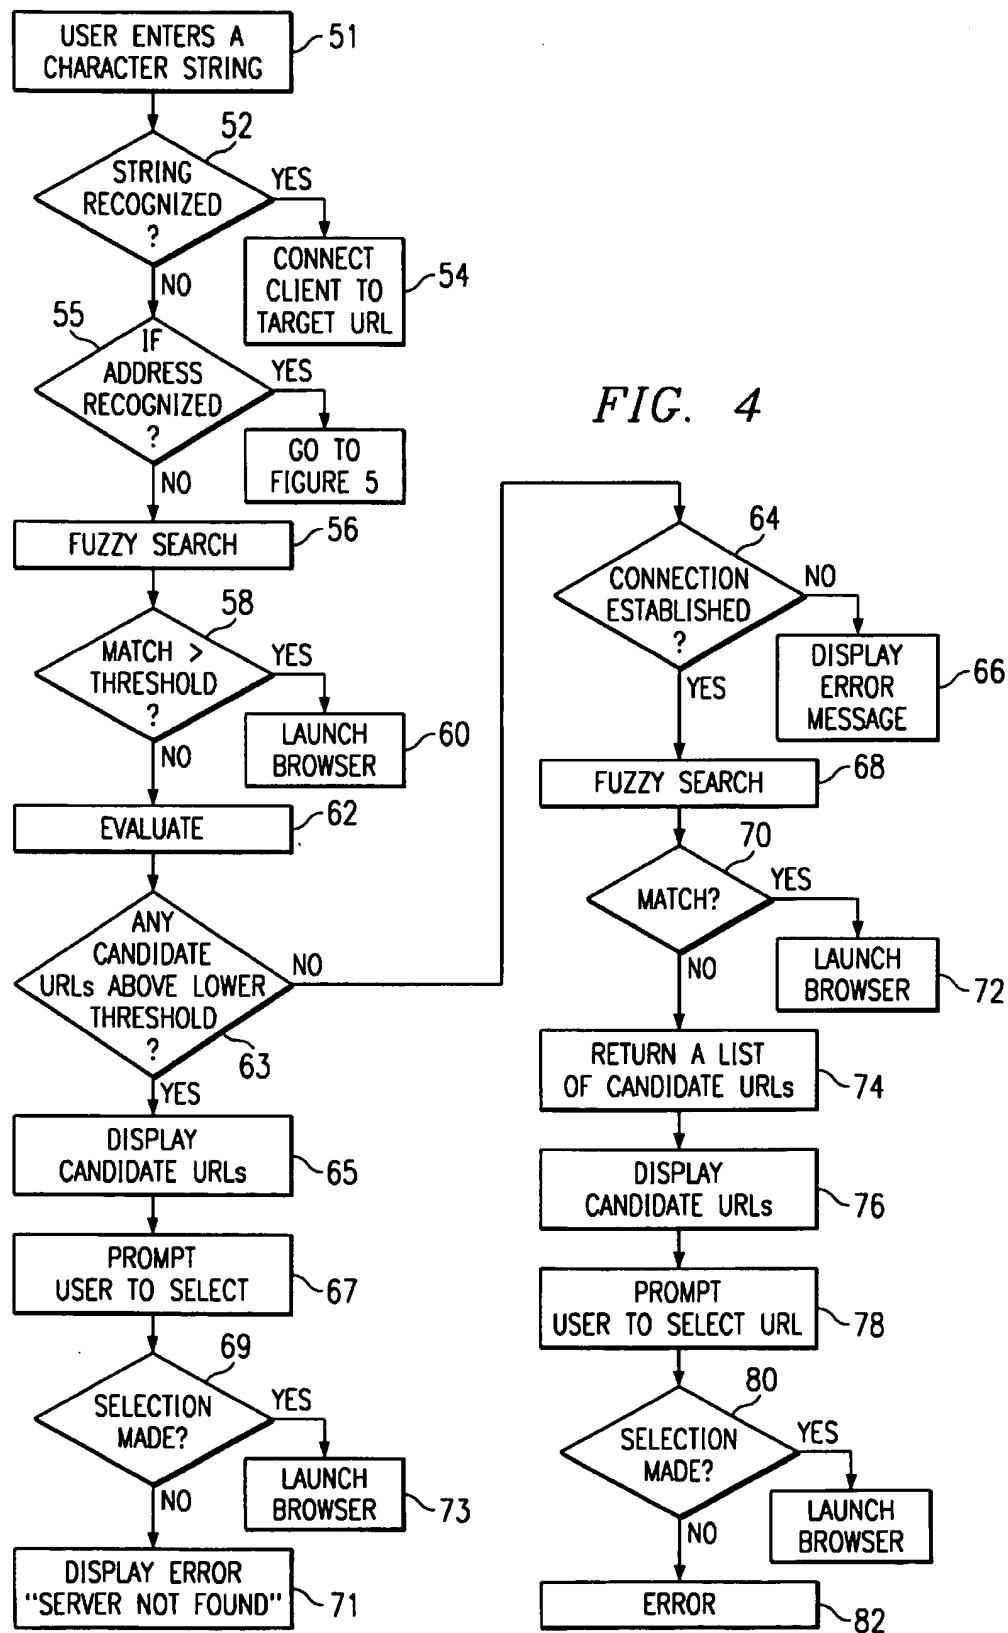 USER ENTERS A
CHARACTER STRING
51
52
STRING
RECOGNIZED
?
YES
NO
CONNECT
CLIENT TO
TARGET URL
54
55
IF
ADDRESS
RECOGNIZED
?
YES
NO
GO TO
FIGURE 5
FUZZY SEARCH
56
58
MATCH >
THRESHOLD
?
YES
NO
LAUNCH
BROWSER
60
EVALUATE
62
ANY
CANDIDATE
URLs ABOVE LOWER
THRESHOLD
?
NO
63
YES
DISPLAY
CANDIDATE URLs
65
PROMPT
USER TO SELECT
67
69
SELECTION
MADE?
YES
NO
LAUNCH
BROWSER
73
DISPLAY ERROR
"SERVER NOT FOUND"
71
FIG. 4
64
CONNECTION
ESTABLISHED
?
NO
YES
DISPLAY
ERROR
MESSAGE
66
FUZZY SEARCH
68
70
MATCH?
YES
NO
LAUNCH
BROWSER
72
RETURN A LIST
OF CANDIDATE URLs
74
DISPLAY
CANDIDATE URLs
76
PROMPT
USER TO SELECT URL
78
80
SELECTION
MADE?
YES
NO
LAUNCH
BROWSER
ERROR
82